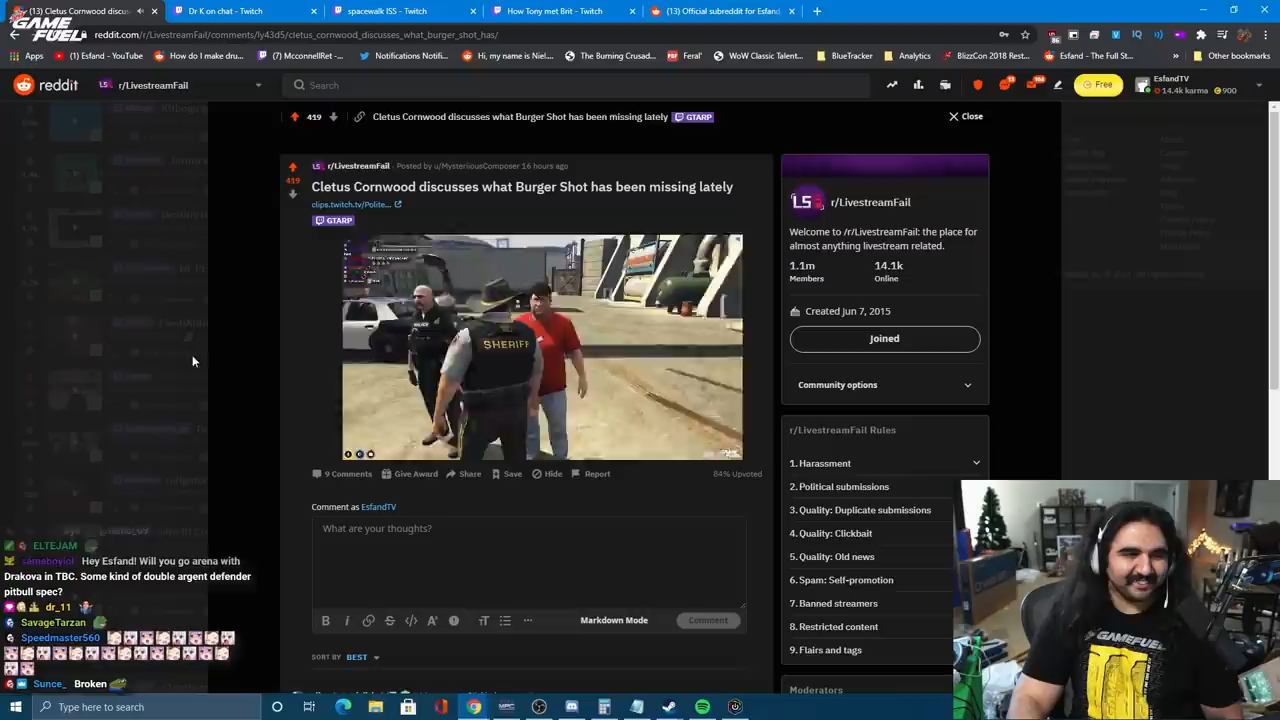 (13) Cletus Cornwood discusses
Dr K on chat - Twitch
spacewalk ISS - Twitch
How Tony met Brit - Twitch
(13) Official subreddit for Esfand
GAME FUEL
reddit.com/r/LivestreamFail/comments/ly43d5/cletus_cornwood_discusses_what_burger_shot_has/
Apps
(1) Esfand - YouTube
How do I make dru...
(7) McconnellRet -...
Notifications Notifi...
Hi, my name is Niel...
The Burning Crusad...
Feral'
WoW Classic Talent...
BlueTracker
Analytics
BlizzCon 2018 Rest...
Esfand - The Full St...
Other bookmarks
reddit
r/LivestreamFail
Search
Free
EsfandTV
14.4k karma 900
419 Cletus Cornwood discusses what Burger Shot has been missing lately GTARP
Close
r/LivestreamFail · Posted by u/MysteriiousComposer 16 hours ago
419
Cletus Cornwood discusses what Burger Shot has been missing lately
clips.twitch.tv/Polite...
GTARP
SHERIFF
9 Comments Give Award Share Save Hide Report 84% Upvoted
Comment as EsfandTV
What are your thoughts?
Markdown Mode
Comment
SORT BY BEST
LS r/LivestreamFail
Welcome to /r/LivestreamFail: the place for
almost anything livestream related.
1.1m 14.1k
Members Online
Created Jun 7, 2015
Joined
Community options
r/LivestreamFail Rules
1. Harassment
2. Political submissions
3. Quality: Duplicate submissions
4. Quality: Clickbait
5. Quality: Old news
6. Spam: Self-promotion
7. Banned streamers
8. Restricted content
9. Flairs and tags
Moderators
ELTEJAM
sameboyiol Hey Esfand! Will you go arena with
Drakova in TBC. Some kind of double argent defender
pitbull spec?
dr_11
SavageTarzan
Speedmaster560
Sunce_ Broken
GAMEFUEL
Type here to search